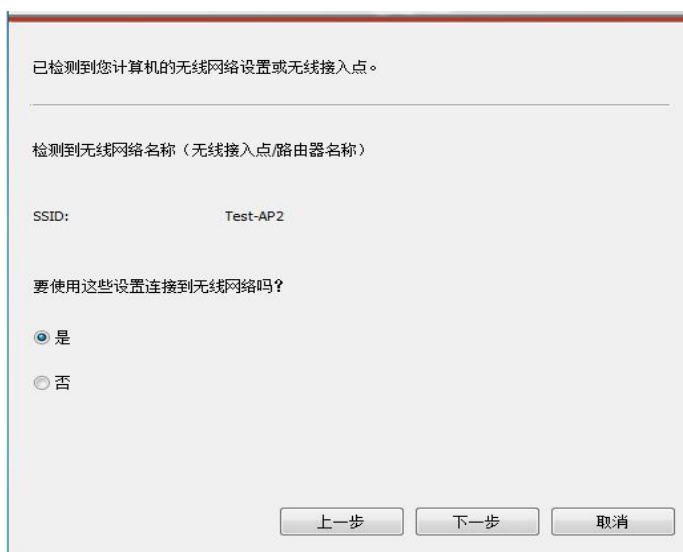 已检测到您计算机的无线网络设置或无线接入点。
检测到无线网络名称（无线接入点/路由器名称）
SSID: Test-AP2
要使用这些设置连接到无线网络吗?
是
否
上一步 下一步 取消